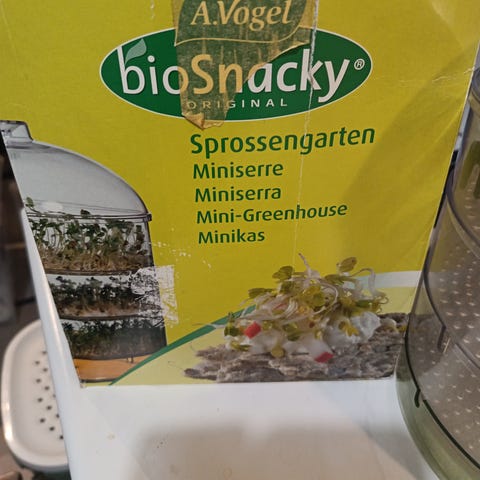 A.Vogel
bioSnacky®
ORIGINAL
Sprossengarten
Miniserre
Miniserra
Mini-Greenhouse
Minikas